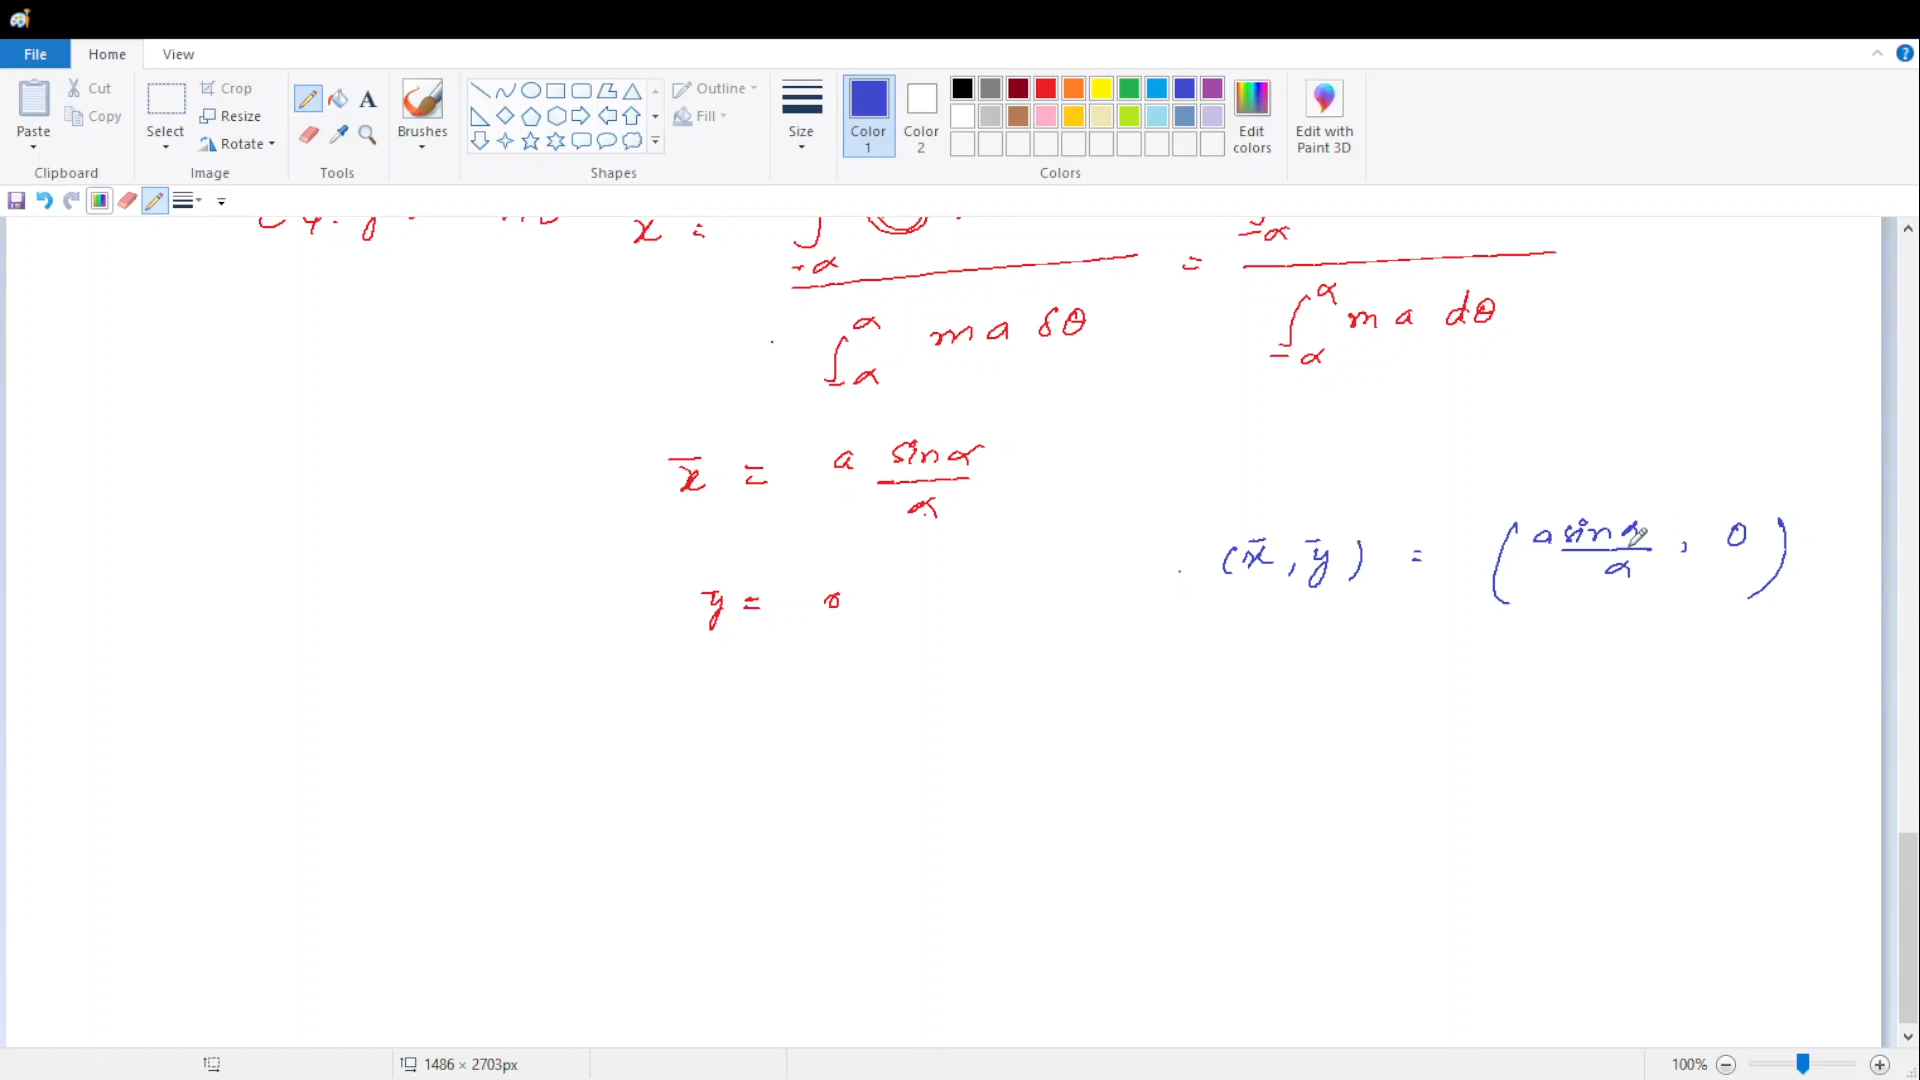 File Home View
Cut
Copy
Paste
Clipboard
Select
Crop
Resize
Rotate
Image
Tools
Brushes
Shapes
Outline
Fill
Size
Color 1
Color 2
Edit colors
Edit with Paint 3D
Colors
x̄ =
-α = -α
∫_{-α}^{α} m a δθ ∫_{-α}^{α} m a dθ
x̄ = a sinα/α
(x̄, ȳ) = (a sinα/α, 0)
ȳ = 0
1486 × 2703px
100%